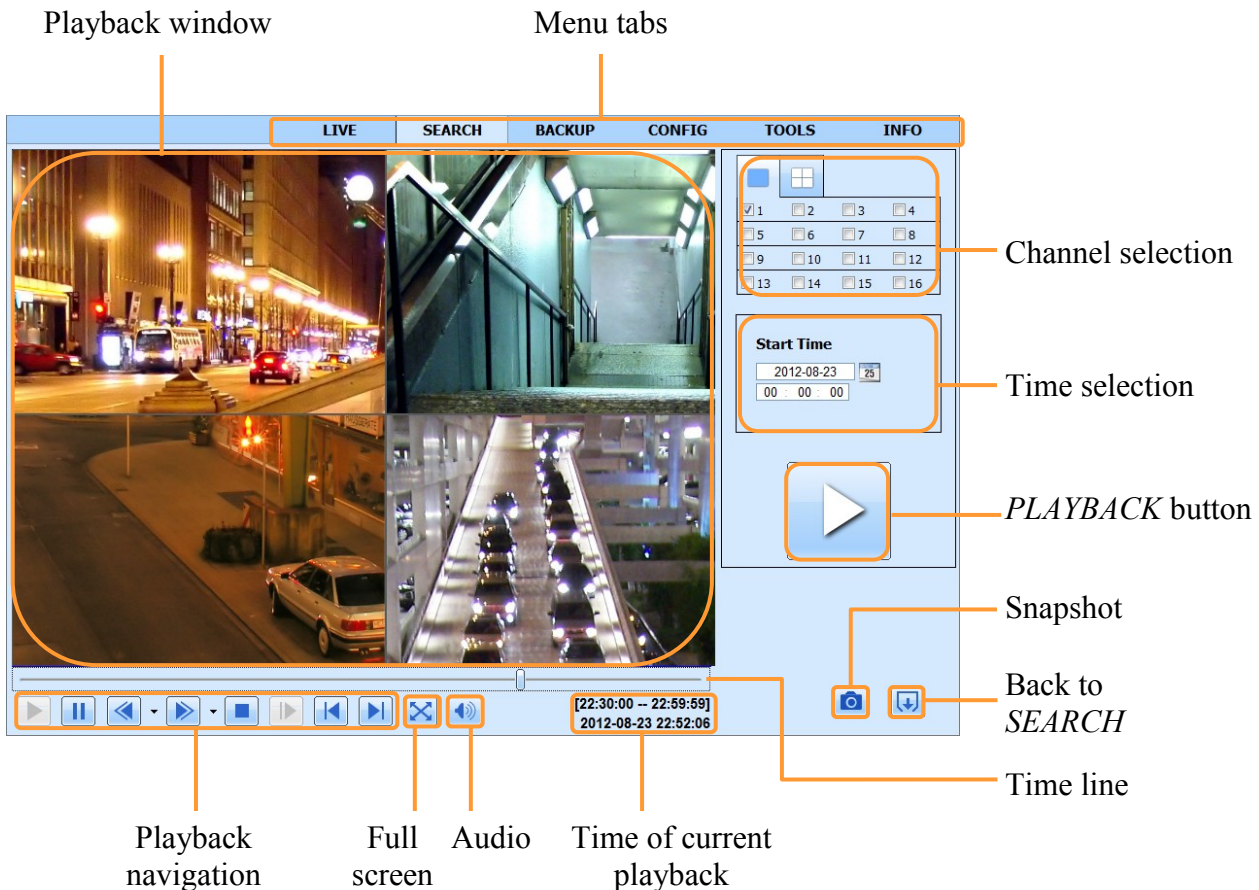 Playback window
Menu tabs
LIVE SEARCH BACKUP CONFIG TOOLS INFO
1 2 3 4
5 6 7 8
9 10 11 12
13 14 15 16
Channel selection
Start Time
2012-08-23 25
00 : 00 : 00
Time selection
PLAYBACK button
Snapshot
Back to
SEARCH
[22:30:00 -- 22:59:59]
2012-08-23 22:52:06
Time line
Playback
navigation
Full
screen
Audio
Time of current
playback